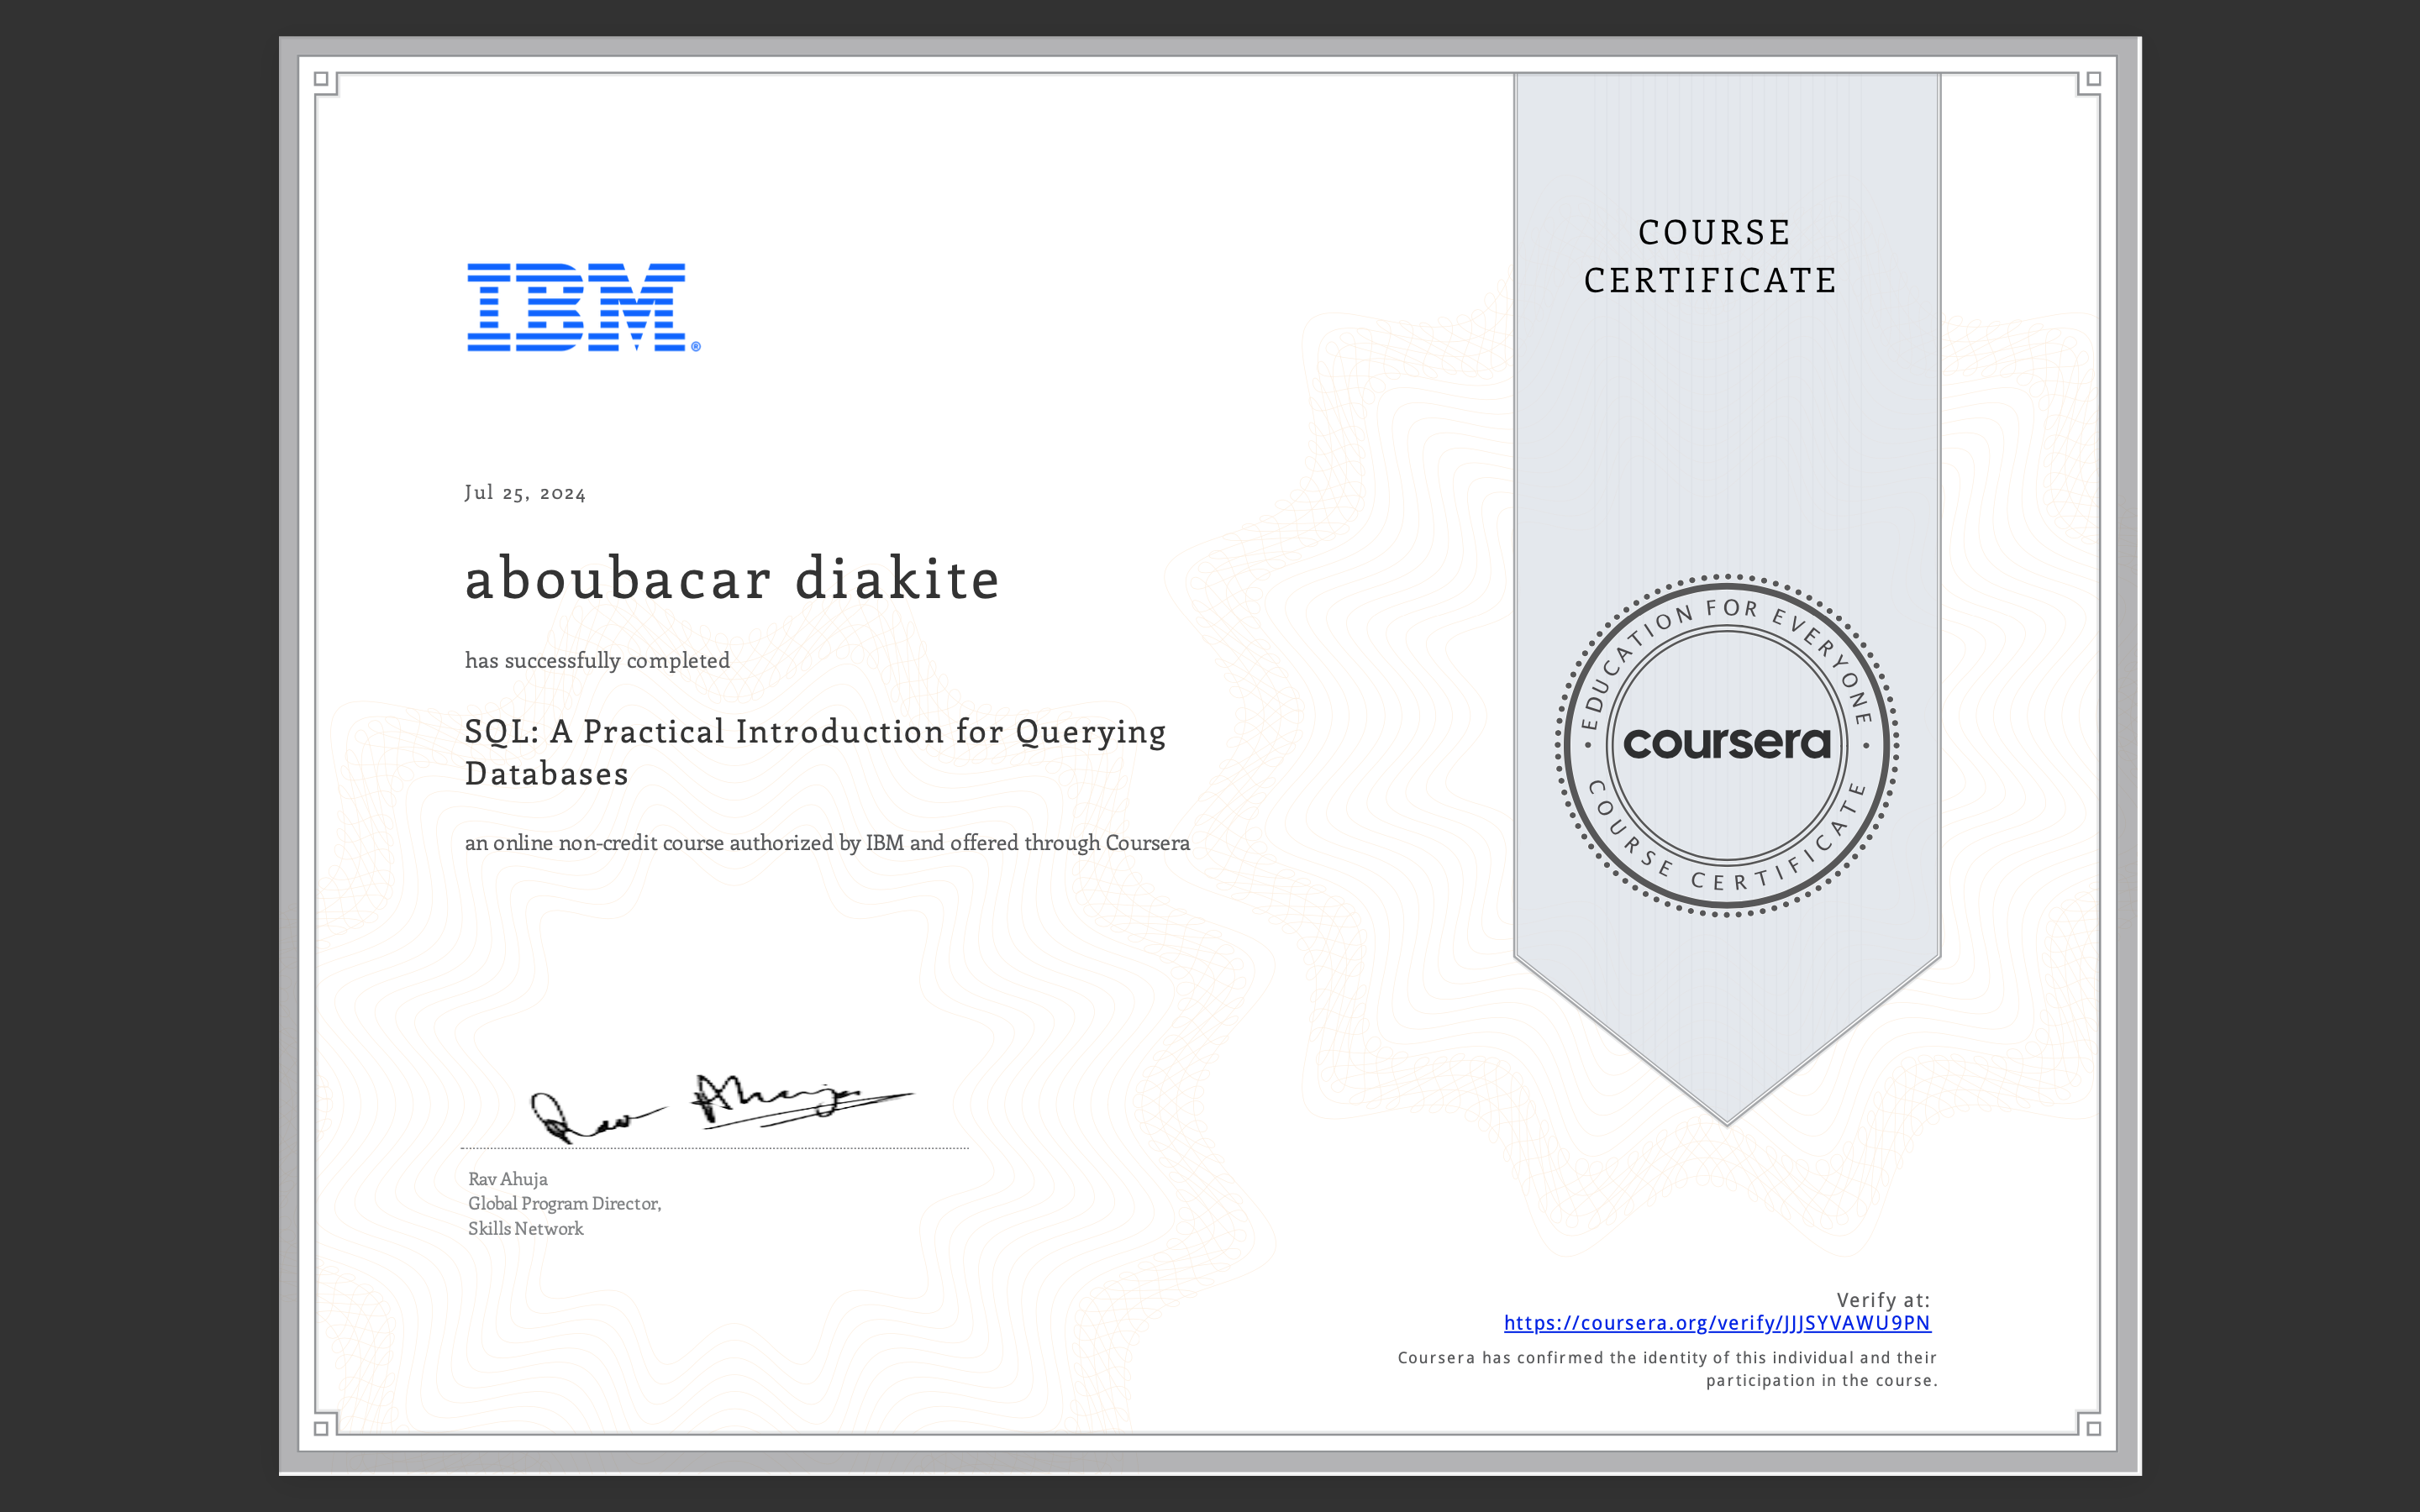 IBM®
COURSE
CERTIFICATE
Jul 25, 2024
aboubacar diakite
has successfully completed
SQL: A Practical Introduction for Querying
Databases
an online non-credit course authorized by IBM and offered through Coursera
EDUCATION FOR EVERYONE
coursera
COURSE CERTIFICATE
Rav Ahuja
Rav Ahuja
Global Program Director,
Skills Network
Verify at:
https://coursera.org/verify/JJJSYVAWU9PN
Coursera has confirmed the identity of this individual and their
participation in the course.